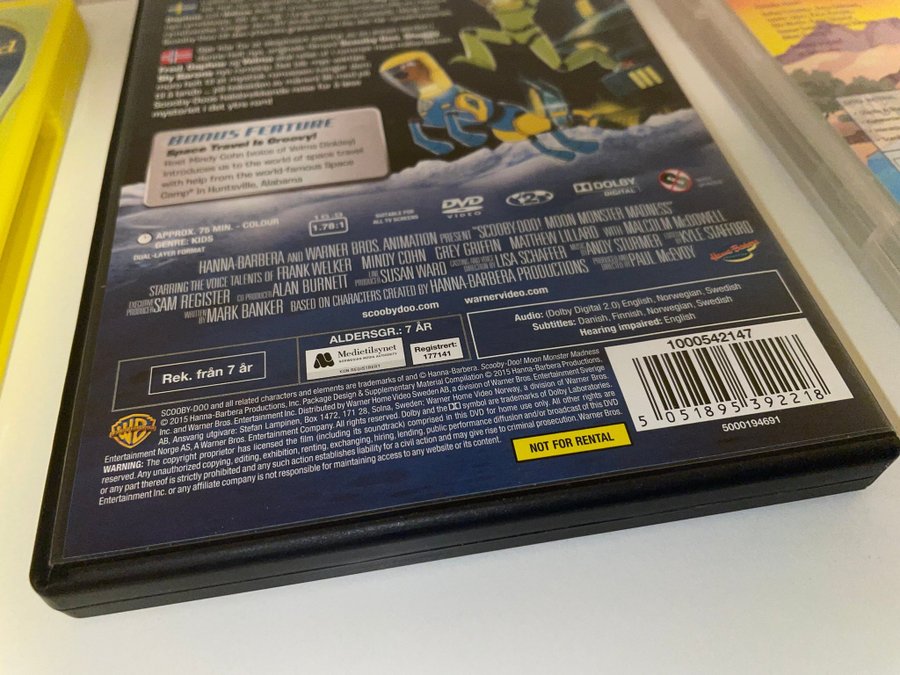 mysteriet i det ytre rom!
BONUS FEATURE
Space Travel Is Groovy!
Host Mindy Cohn (voice of Velma Dinkley)
introduces us to the world of space travel
with help from the world-famous Space
Camp® in Huntsville, Alabama
APPROX. 75 MIN. - COLOUR
GENRE: KIDS
DUAL-LAYER FORMAT
16:9
1.78:1
SUITABLE FOR
ALL TV SCREENS
DVD
VIDEO
2
DOLBY
DIGITAL
HANNA-BARBERA AND WARNER BROS. ANIMATION PRESENT "SCOOBY-DOO! MOON MONSTER MADNESS"
STARRING THE VOICE TALENTS OF FRANK WELKER MINDY COHN GREY GRIFFIN MATTHEW LILLARD WITH MALCOLM McDOWELL
EXECUTIVE PRODUCER SAM REGISTER CO PRODUCER ALAN BURNETT LINE PRODUCER SUSAN WARD CASTING AND VOICE DIRECTION BY LISA SCHAFFER MUSIC BY ANDY STURMER KYLE STAFFORD
WRITTEN BY MARK BANKER BASED ON CHARACTERS CREATED BY HANNA-BARBERA PRODUCTIONS PRODUCED AND DIRECTED BY PAUL McEVOY
Hanna-Barbera
scoobydoo.com warnervideo.com
Rek. från 7 år
ALDERSGR.: 7 ÅR
Medietilsynet
NORWEGIAN MEDIA AUTHORITY
KUN REGISTRERT
Registrert:
177141
Audio: (Dolby Digital 2.0) English, Norwegian, Swedish
Subtitles: Danish, Finnish, Norwegian, Swedish
Hearing impaired: English
1000542147
5 051895 392218
5000194691
SCOOBY-DOO and all related characters and elements are trademarks of and © Hanna-Barbera. Scooby-Doo! Moon Monster Madness
© 2015 Hanna-Barbera Productions, Inc. Package Design & Supplementary Material Compilation © 2015 Hanna-Barbera Productions,
Inc. and Warner Bros. Entertainment Inc. Distributed by Warner Home Video Sweden AB, a division of Warner Bros. Entertainment Sverige
AB, Ansvarig utgivare: Stefan Lampinen, Box 1472, 171 28, Solna, Sweden; Warner Home Video Norway, a division of Warner Bros.
Entertainment Norge AS, A Warner Bros. Entertainment Company. All rights reserved. Dolby and the DD symbol are trademarks of Dolby Laboratories.
WARNING: The copyright proprietor has licensed the film (including its soundtrack) comprised in this DVD for home use only. All other rights are
reserved. Any unauthorized copying, editing, exhibition, renting, exchanging, hiring, lending, public performance diffusion and/or broadcast of this DVD
or any part thereof is strictly prohibited and any such action establishes liability for a civil action and may give rise to criminal prosecution. Warner Bros.
Entertainment Inc. or any affiliate company is not responsible for maintaining access to any website or its content.
WB
NOT FOR RENTAL